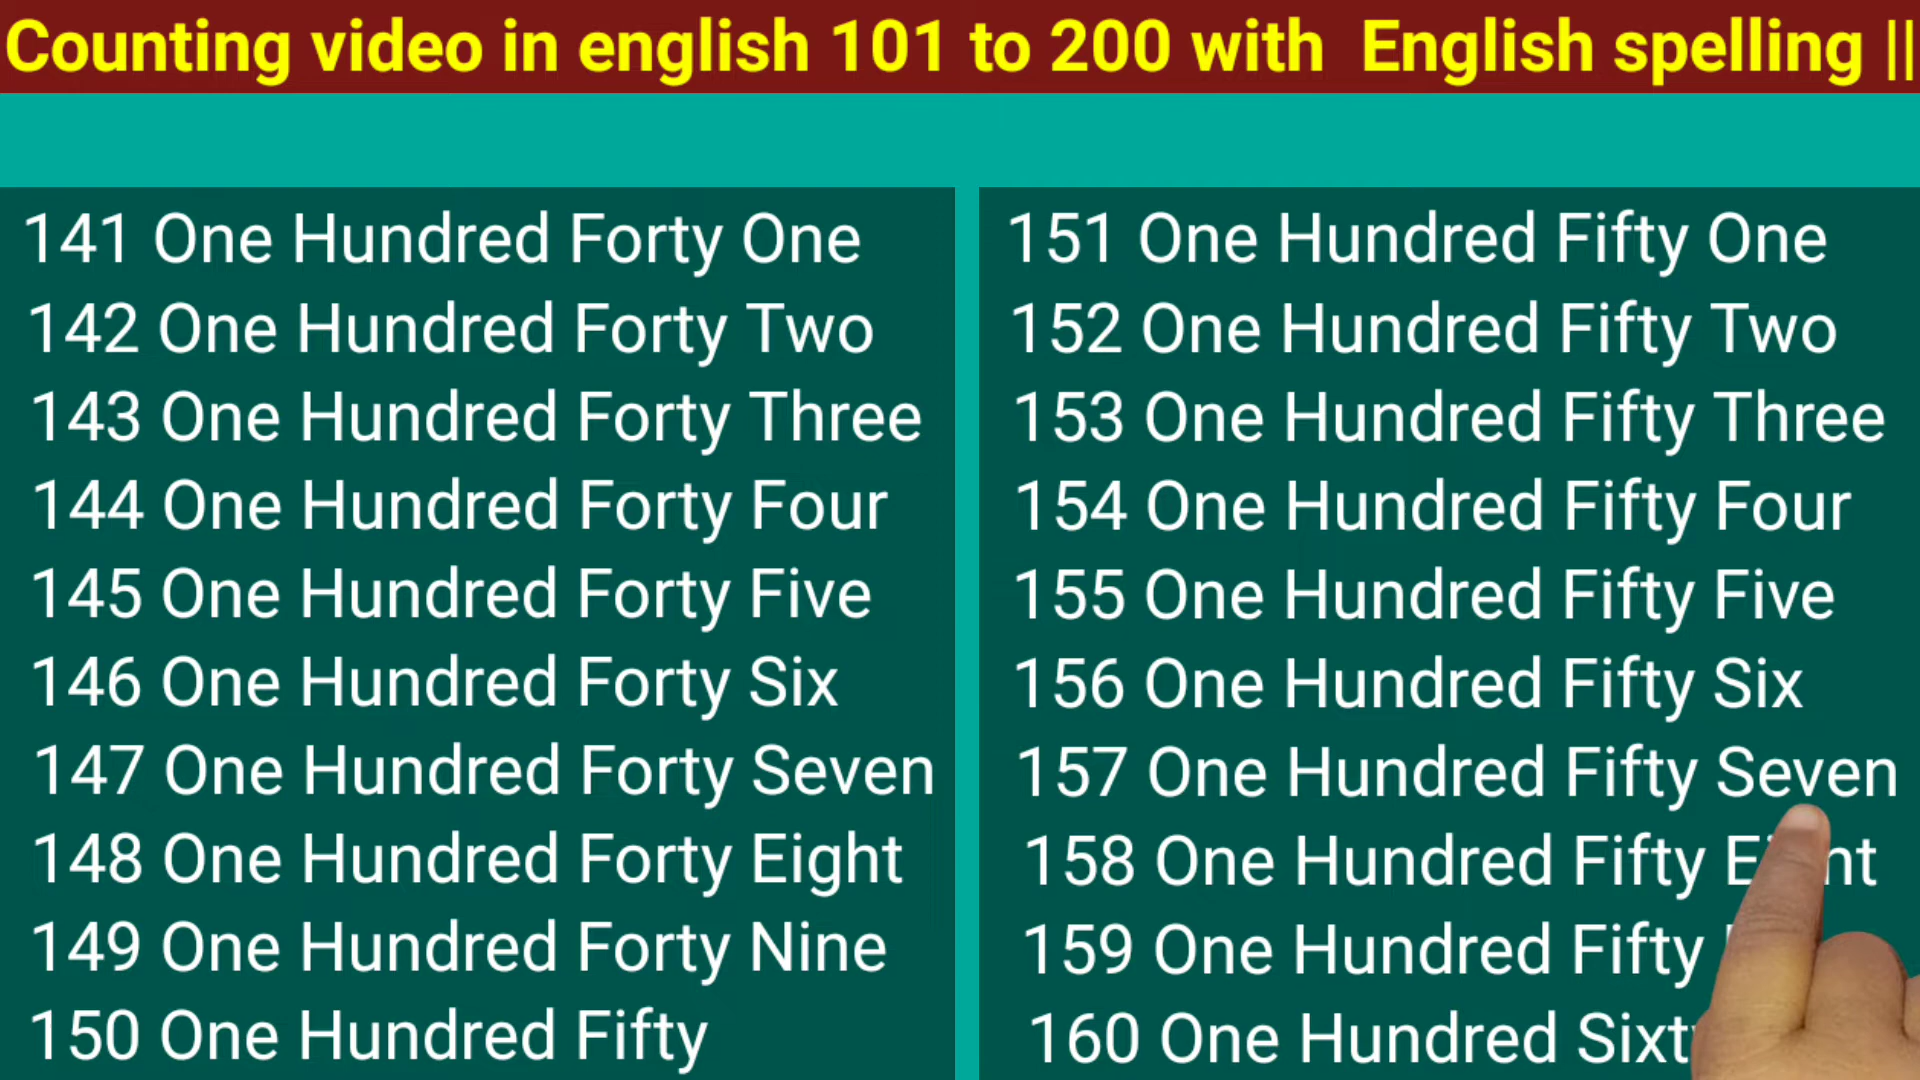 Counting video in english 101 to 200 with English spelling ||
141 One Hundred Forty One
142 One Hundred Forty Two
143 One Hundred Forty Three
144 One Hundred Forty Four
145 One Hundred Forty Five
146 One Hundred Forty Six
147 One Hundred Forty Seven
148 One Hundred Forty Eight
149 One Hundred Forty Nine
150 One Hundred Fifty
151 One Hundred Fifty One
152 One Hundred Fifty Two
153 One Hundred Fifty Three
154 One Hundred Fifty Four
155 One Hundred Fifty Five
156 One Hundred Fifty Six
157 One Hundred Fifty Seven
158 One Hundred Fifty Eight
159 One Hundred Fifty
160 One Hundred Sixty